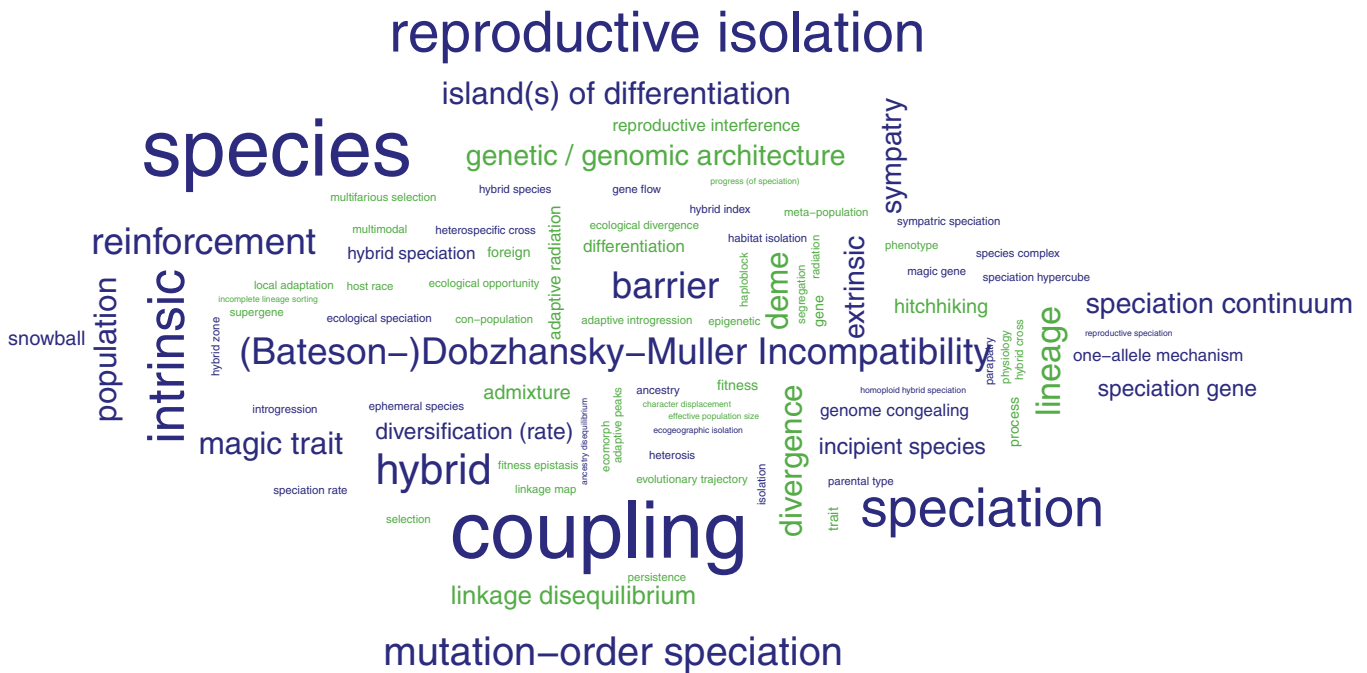 reproductive isolation
island(s) of differentiation
reproductive interference
species
genetic / genomic architecture
sympatry
progress (of speciation)
multifarious selection
hybrid species
gene flow
hybrid index
meta−population
sympatric speciation
multimodal
heterospecific cross
adaptive radiation
ecological divergence
habitat isolation
radiation
reinforcement
hybrid speciation
foreign
differentiation
extrinsic
phenotype
species complex
magic gene
speciation hypercube
local adaptation
host race
ecological opportunity
barrier
haploblock
deme
segregation
gene
incomplete lineage sorting
supergene
hitchhiking
speciation continuum
population
intrinsic
hybrid zone
ecological speciation
con−population
adaptive introgression
epigenetic
lineage
reproductive speciation
snowball
(Bateson−)Dobzhansky−Muller Incompatibility
parapatry
physiology
hybrid cross
one−allele mechanism
admixture
ancestry
fitness
homoploid hybrid speciation
speciation gene
introgression
ephemeral species
ancestry disequilibrium
ecomorph
adaptive peaks
character displacement
effective population size
divergence
genome congealing
process
magic trait
diversification (rate)
ecogeographic isolation
incipient species
hybrid
fitness epistasis
heterosis
speciation rate
linkage map
evolutionary trajectory
isolation
parental type
selection
coupling
trait
speciation
persistence
linkage disequilibrium
mutation−order speciation